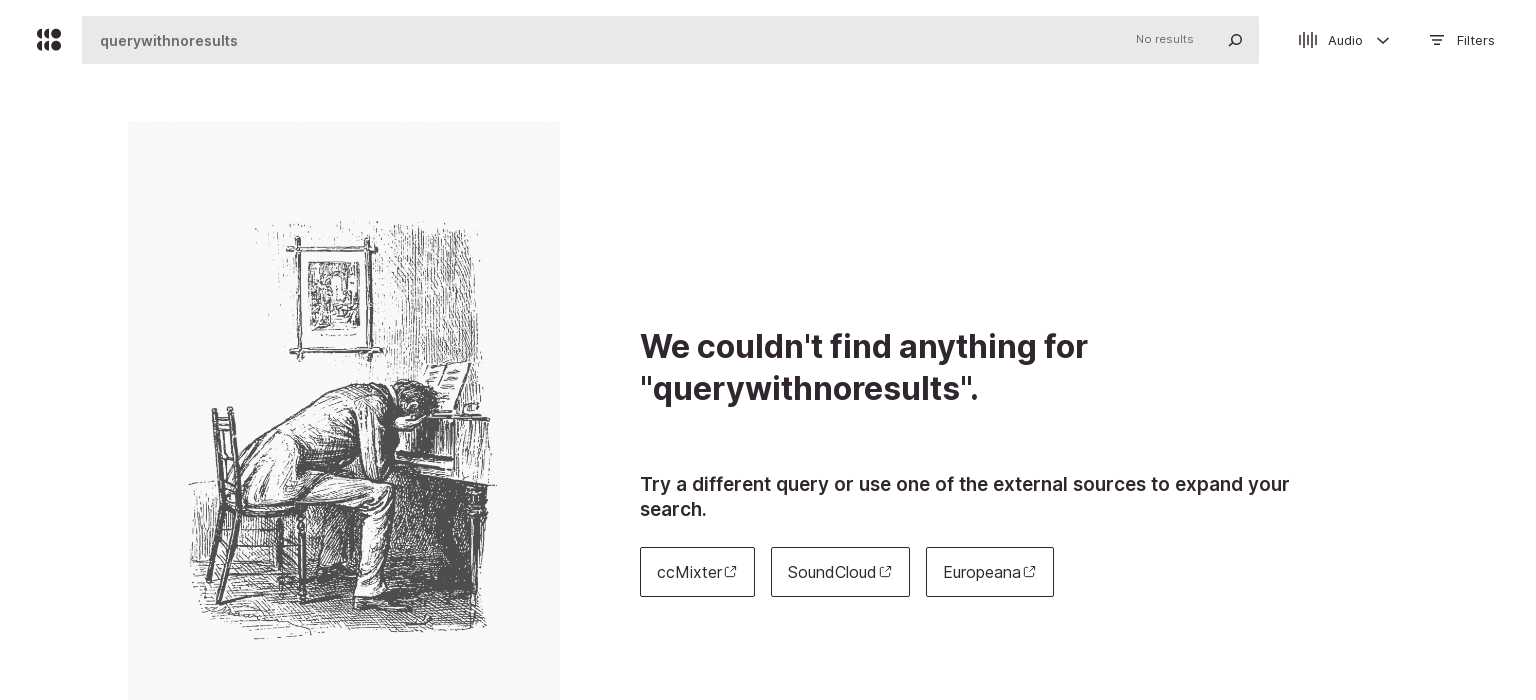 querywithnoresults
No results
Audio
Filters
We couldn't find anything for
"querywithnoresults".
Try a different query or use one of the external sources to expand your
search.
ccMixter
SoundCloud
Europeana